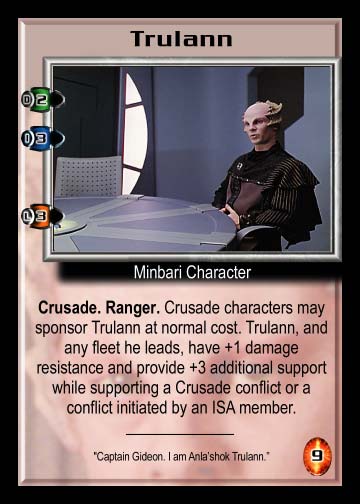 Trulann
D 2
I 3
L 3
Minbari Character
Crusade. Ranger. Crusade characters may
sponsor Trulann at normal cost. Trulann, and
any fleet he leads, have +1 damage
resistance and provide +3 additional support
while supporting a Crusade conflict or a
conflict initiated by an ISA member.
"Captain Gideon. I am Anla'shok Trulann."
9